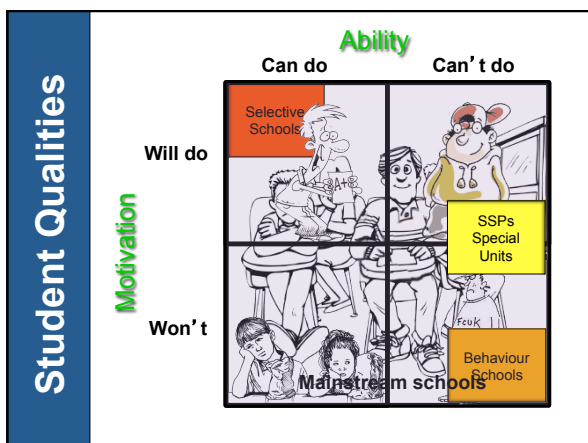 Student Qualities
Ability
Can do
Can't do
Motivation
Will do
Won't
Selective
Schools
A+
SSPs
Special
Units
Fcuk
Behaviour
Schools
Mainstream schools